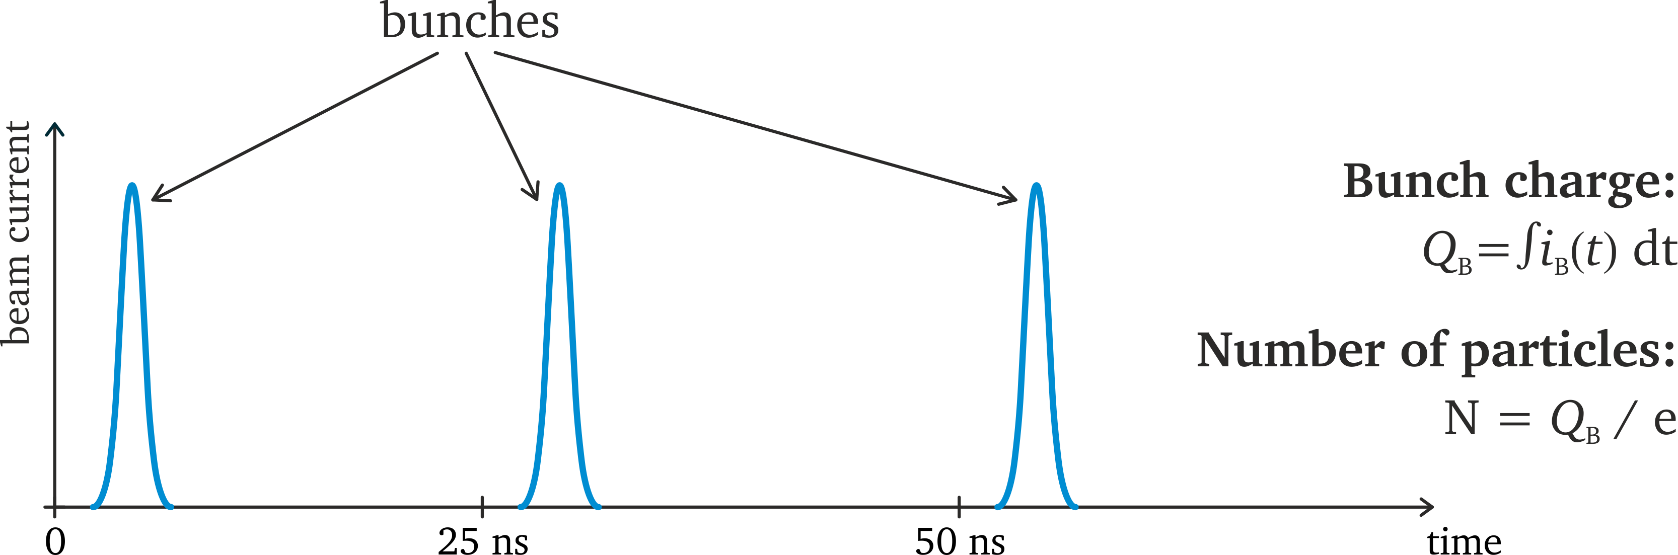 bunches
beam current
Bunch charge:
Q_B=∫i_B(t) dt
Number of particles:
N = Q_B / e
0
25 ns
50 ns
time